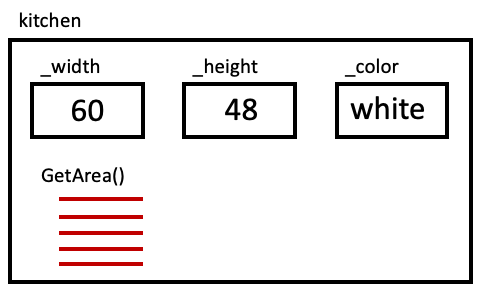 kitchen
_width _height _color
60 48 white
GetArea()